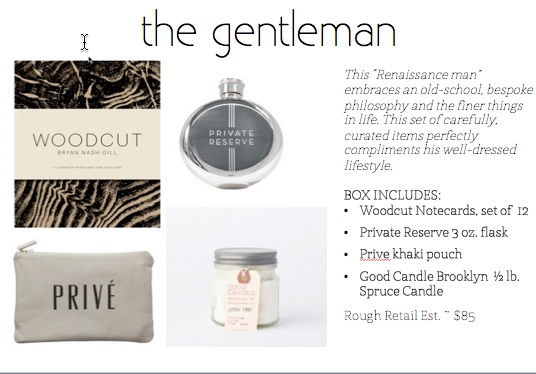 the gentleman
WOODCUT
BRYAN NASH GILL
PRIVATE
RESERVE
This "Renaissance man"
embraces an old-school, bespoke
philosophy and the finer things
in life. This set of carefully,
curated items perfectly
compliments his well-dressed
lifestyle.
BOX INCLUDES:
• Woodcut Notecards, set of 12
• Private Reserve 3 oz. flask
• Prive khaki pouch
• Good Candle Brooklyn ½ lb.
Spruce Candle
Rough Retail Est. ~ $85
PRIVÉ
GOOD
CANDLE